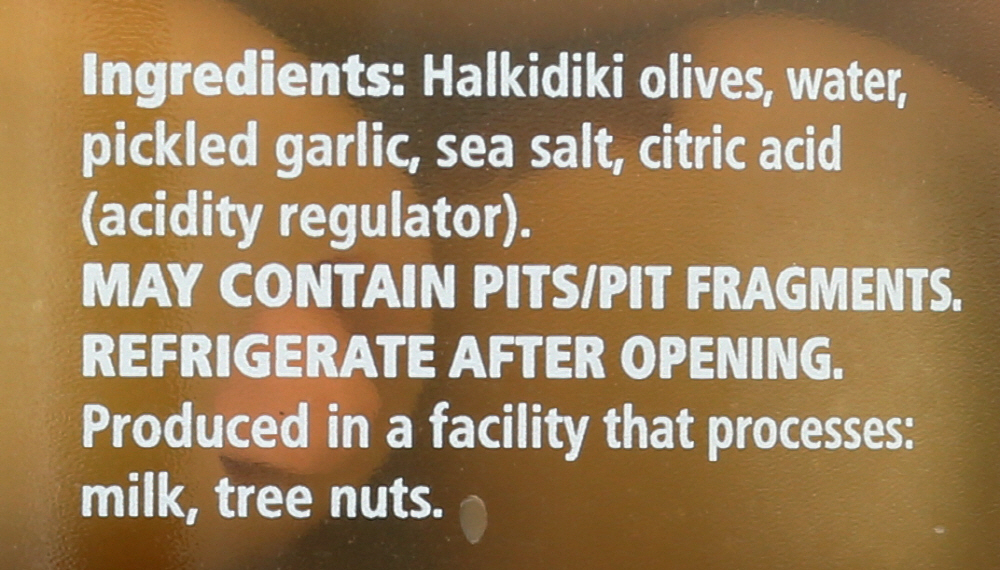 Ingredients: Halkidiki olives, water,
pickled garlic, sea salt, citric acid
(acidity regulator).
MAY CONTAIN PITS/PIT FRAGMENTS.
REFRIGERATE AFTER OPENING.
Produced in a facility that processes:
milk, tree nuts.